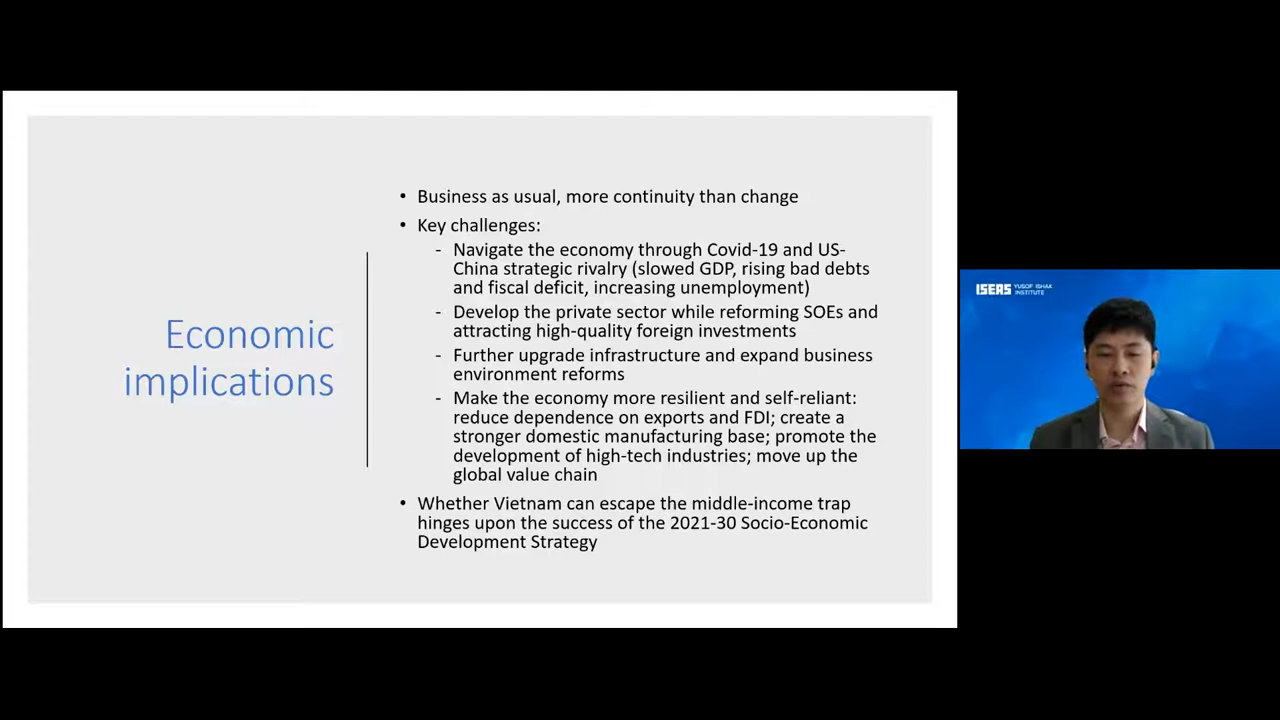 Economic
implications
• Business as usual, more continuity than change
• Key challenges:
- Navigate the economy through Covid-19 and US-
China strategic rivalry (slowed GDP, rising bad debts
and fiscal deficit, increasing unemployment)
- Develop the private sector while reforming SOEs and
attracting high-quality foreign investments
- Further upgrade infrastructure and expand business
environment reforms
- Make the economy more resilient and self-reliant:
reduce dependence on exports and FDI; create a
stronger domestic manufacturing base; promote the
development of high-tech industries; move up the
global value chain
• Whether Vietnam can escape the middle-income trap
hinges upon the success of the 2021-30 Socio-Economic
Development Strategy
ISEAS YUSOF ISHAK
INSTITUTE